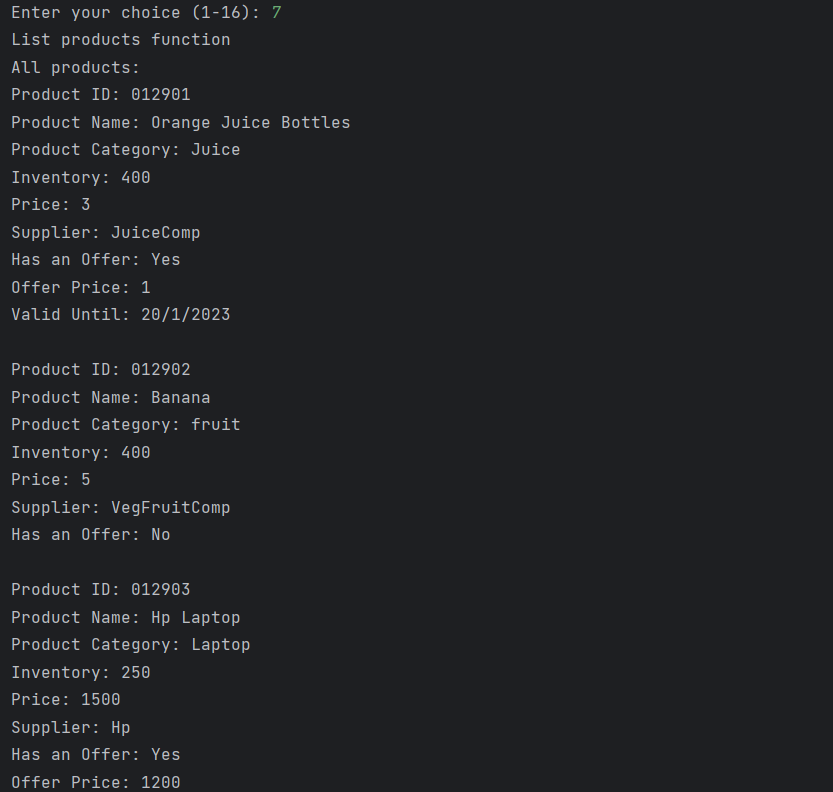 Enter your choice (1-16): 7
List products function
All products:
Product ID: 012901
Product Name: Orange Juice Bottles
Product Category: Juice
Inventory: 400
Price: 3
Supplier: JuiceComp
Has an Offer: Yes
Offer Price: 1
Valid Until: 20/1/2023
Product ID: 012902
Product Name: Banana
Product Category: fruit
Inventory: 400
Price: 5
Supplier: VegFruitComp
Has an Offer: No
Product ID: 012903
Product Name: Hp Laptop
Product Category: Laptop
Inventory: 250
Price: 1500
Supplier: Hp
Has an Offer: Yes
Offer Price: 1200